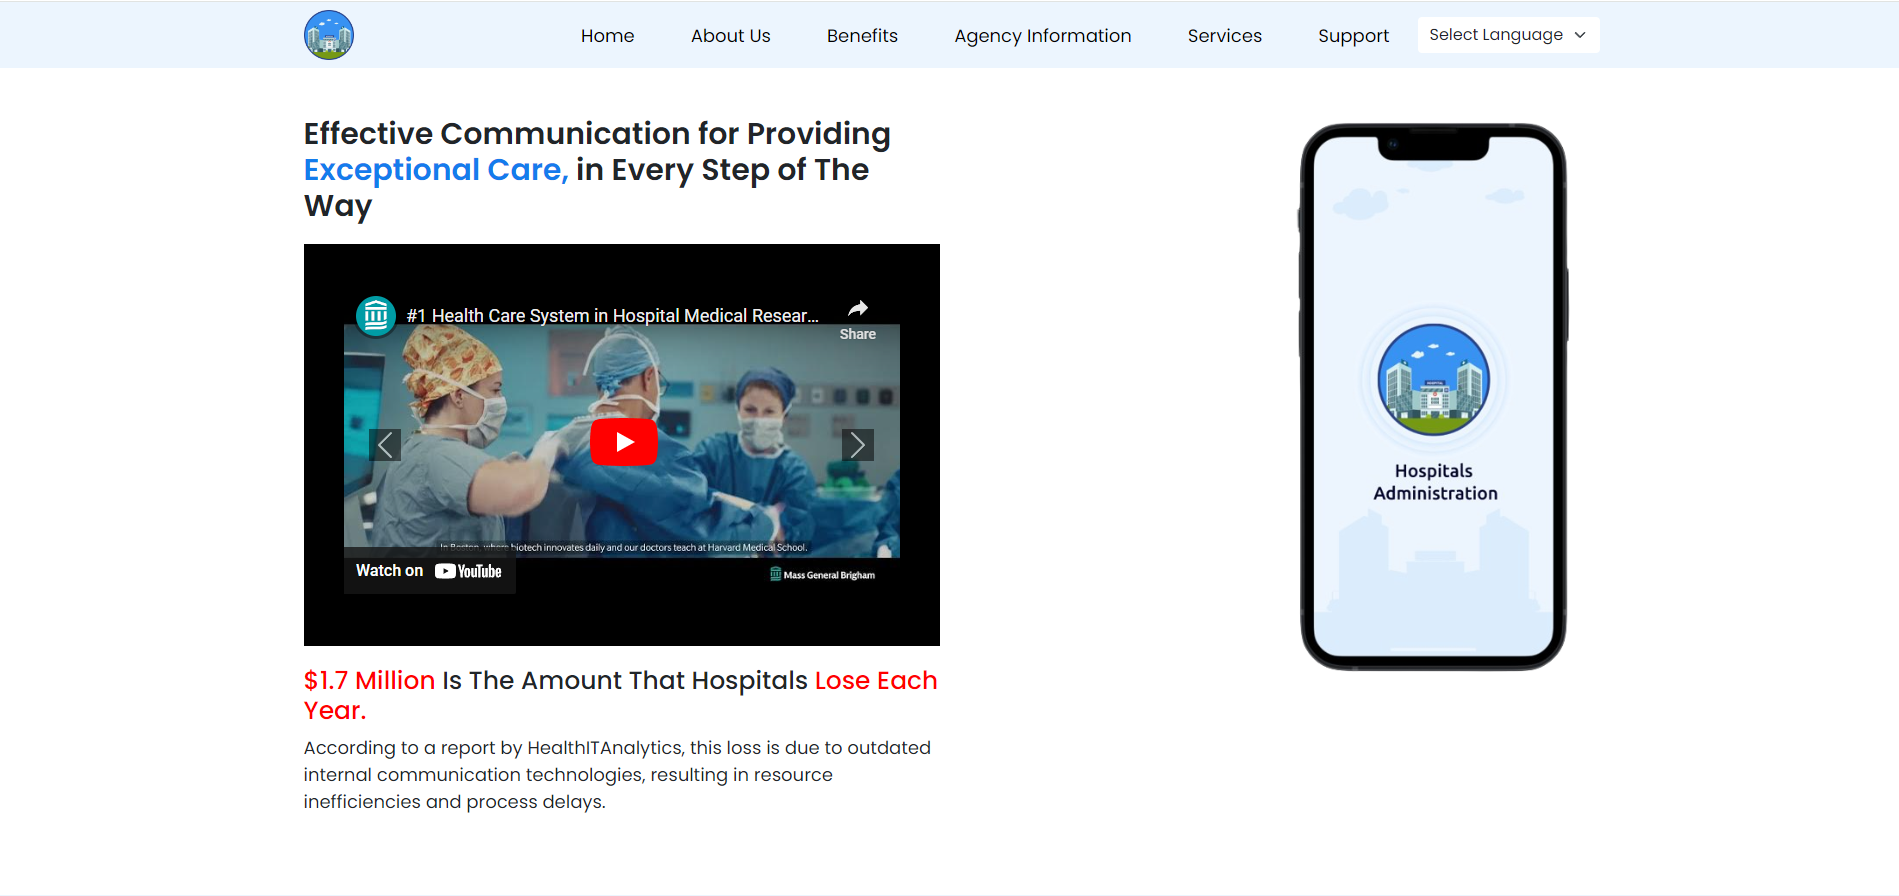 Home
About Us
Benefits
Agency Information
Services
Support
Select Language
Effective Communication for Providing
Exceptional Care, in Every Step of The
Way
#1 Health Care System in Hospital Medical Resear...
Share
In Boston, where biotech innovates daily and our doctors teach at Harvard Medical School.
Watch on YouTube
Mass General Brigham
$1.7 Million Is The Amount That Hospitals Lose Each
Year.
According to a report by HealthITAnalytics, this loss is due to outdated
internal communication technologies, resulting in resource
inefficiencies and process delays.
HOSPITAL
Hospitals
Administration